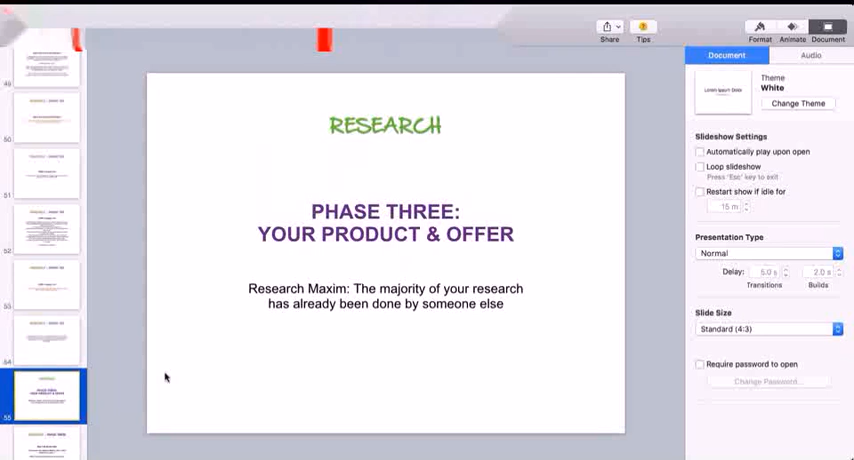 Share
Tips
Format
Animate
Document
Document
Audio
Theme
White
Change Theme
Slideshow Settings
Automatically play upon open
Loop slideshow
Press 'Esc' key to exit
Restart show if idle for
15 m
Presentation Type
Normal
Delay:
5.0 s
2.0 s
Transitions
Builds
Slide Size
Standard (4:3)
Require password to open
Change Password...
RESEARCH
PHASE THREE:
YOUR PRODUCT & OFFER
Research Maxim: The majority of your research
has already been done by someone else
49
50
51
52
53
54
55